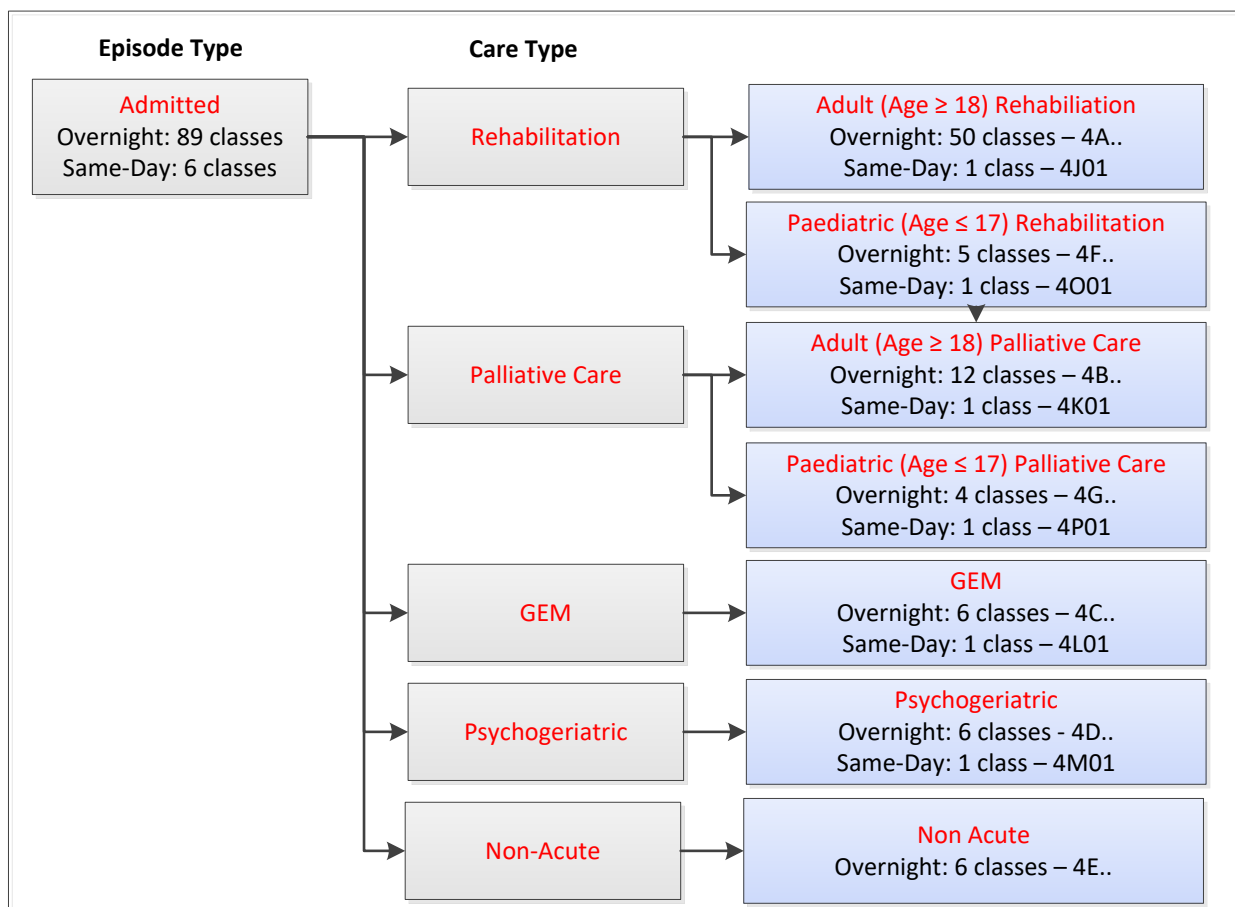 Episode Type
Care Type
Admitted
Overnight: 89 classes
Same-Day: 6 classes
Rehabilitation
Adult (Age ≥ 18) Rehabiliation
Overnight: 50 classes – 4A..
Same-Day: 1 class – 4J01
Paediatric (Age ≤ 17) Rehabilitation
Overnight: 5 classes – 4F..
Same-Day: 1 class – 4O01
Palliative Care
Adult (Age ≥ 18) Palliative Care
Overnight: 12 classes – 4B..
Same-Day: 1 class – 4K01
Paediatric (Age ≤ 17) Palliative Care
Overnight: 4 classes – 4G..
Same-Day: 1 class – 4P01
GEM
GEM
Overnight: 6 classes – 4C..
Same-Day: 1 class – 4L01
Psychogeriatric
Psychogeriatric
Overnight: 6 classes - 4D..
Same-Day: 1 class – 4M01
Non-Acute
Non Acute
Overnight: 6 classes – 4E..